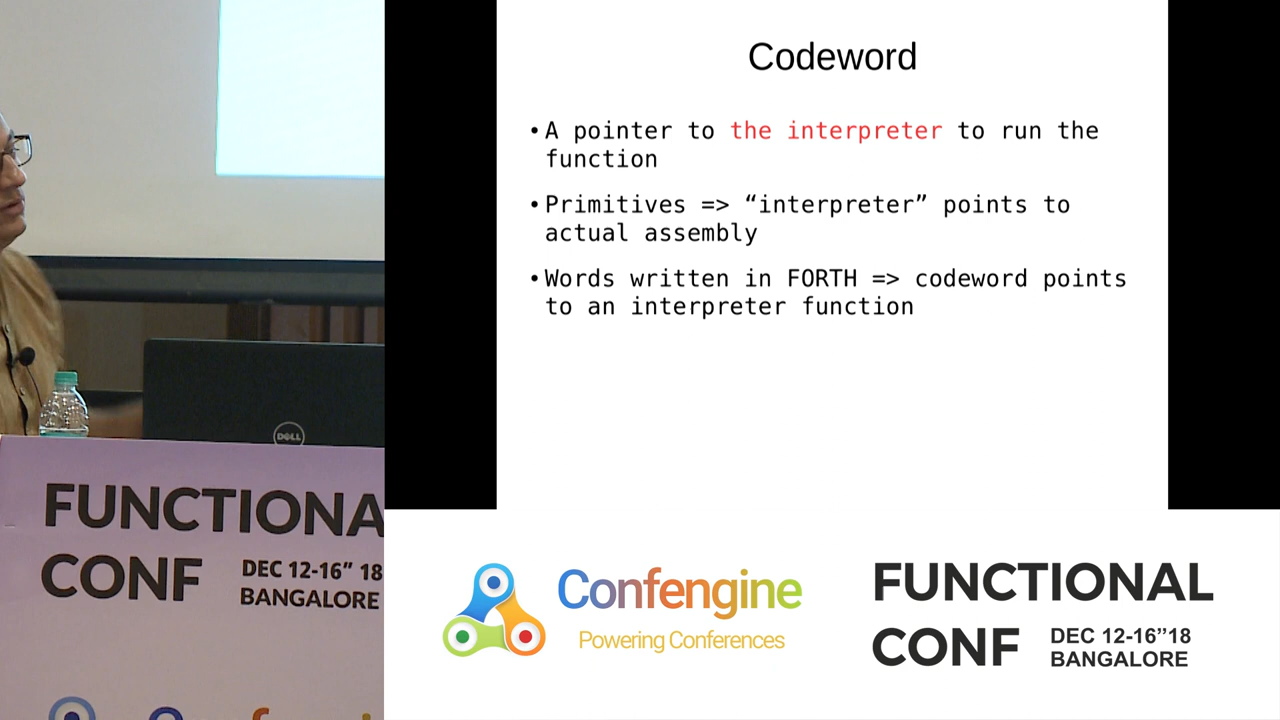 Codeword
•A pointer to the interpreter to run the
function
•Primitives => “interpreter” points to
actual assembly
•Words written in FORTH => codeword points
to an interpreter function
DELL
FUNCTIONA
CONF
DEC 12-16” 18
BANGALORE
Confengine
Powering Conferences
FUNCTIONAL
CONF
DEC 12-16”18
BANGALORE